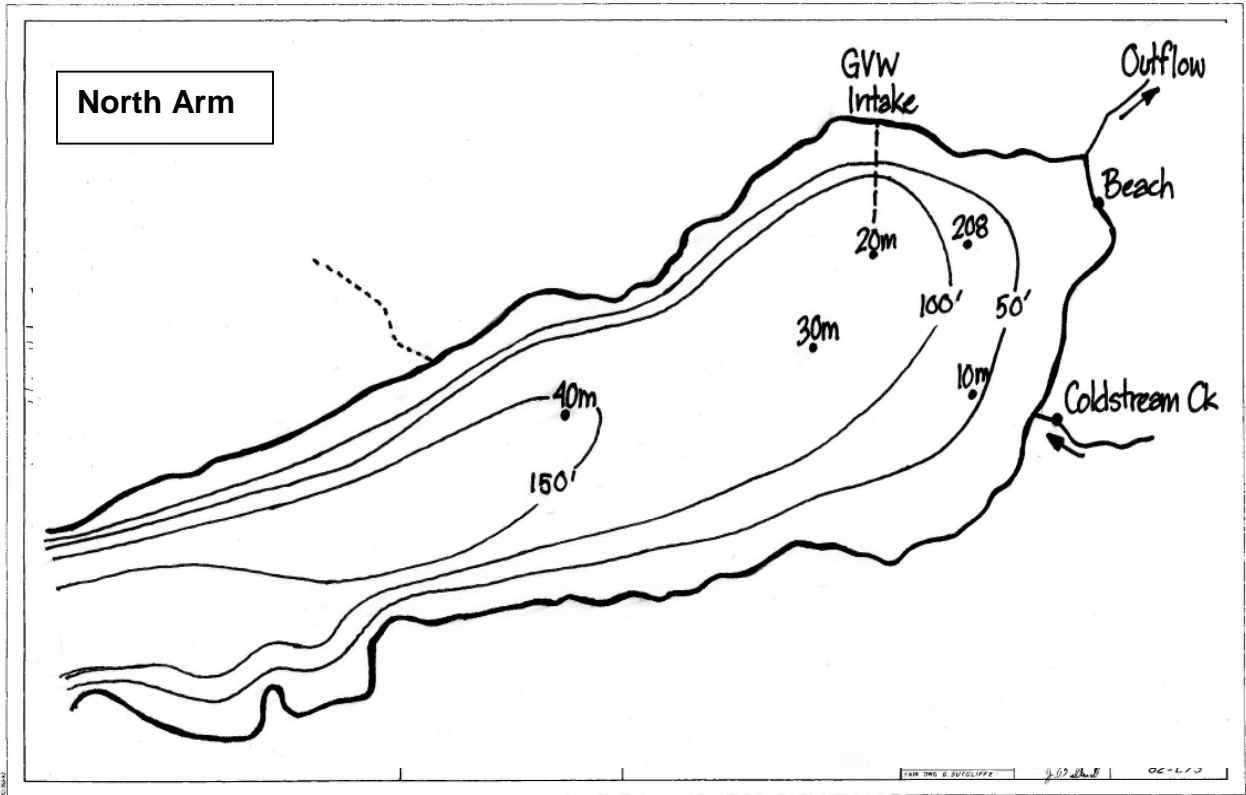 North Arm
GVW
Intake
Outflow
Beach
20m
208
100'
50'
30m
10m
40m
Coldstream Ck
150'